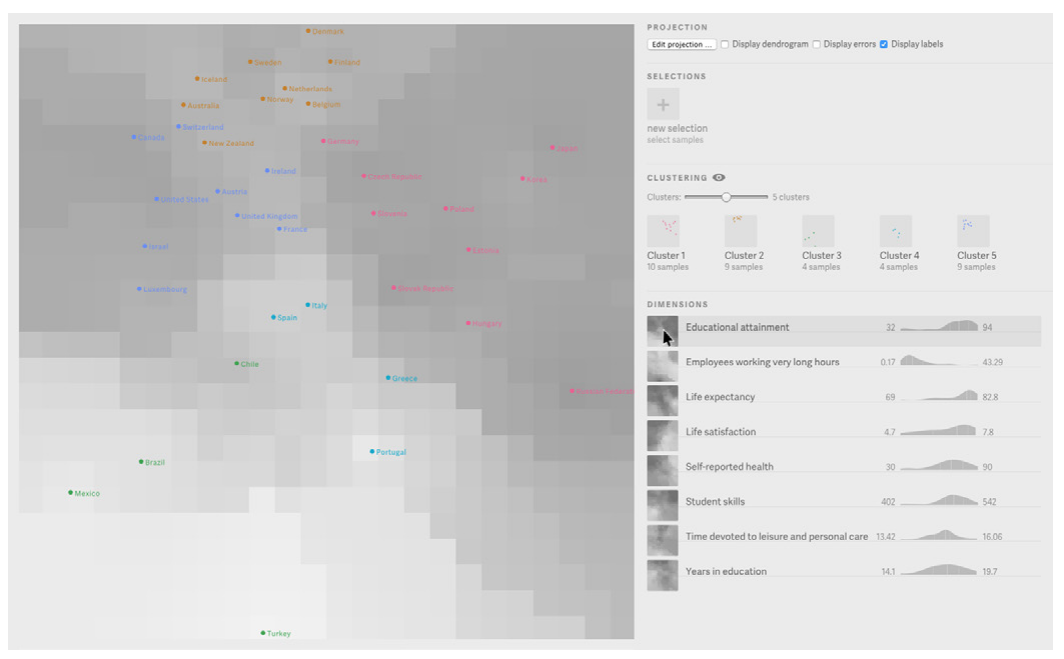 Denmark
Sweden
Finland
Iceland
Netherlands
Norway
Belgium
Australia
Switzerland
Canada
New Zealand
Germany
Japan
Ireland
Czech Republic
Korea
Austria
United States
Slovenia
Poland
United Kingdom
France
Israel
Estonia
Luxembourg
Slovak Republic
Italy
Spain
Hungary
Chile
Greece
Portugal
Brazil
Mexico
Turkey
PROJECTION
Edit projection ... Display dendrogram Display errors Display labels
SELECTIONS
new selection
select samples
CLUSTERING
Clusters: 5 clusters
Cluster 1 Cluster 2 Cluster 3 Cluster 4 Cluster 5
10 samples 9 samples 4 samples 4 samples 9 samples
DIMENSIONS
Educational attainment 32 94
Employees working very long hours 0.17 43.29
Life expectancy 69 82.8
Life satisfaction 4.7 7.8
Self-reported health 30 90
Student skills 402 542
Time devoted to leisure and personal care 13.42 16.06
Years in education 14.1 19.7